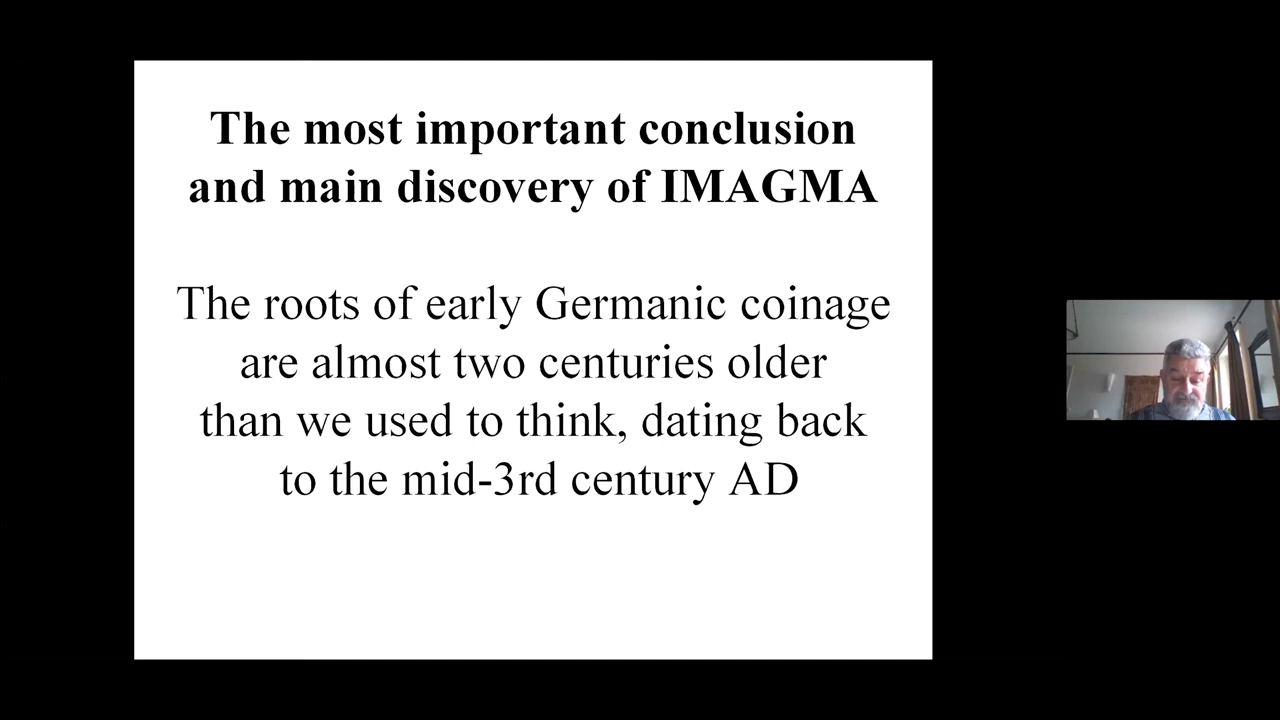 The most important conclusion
and main discovery of IMAGMA
The roots of early Germanic coinage
are almost two centuries older
than we used to think, dating back
to the mid-3rd century AD